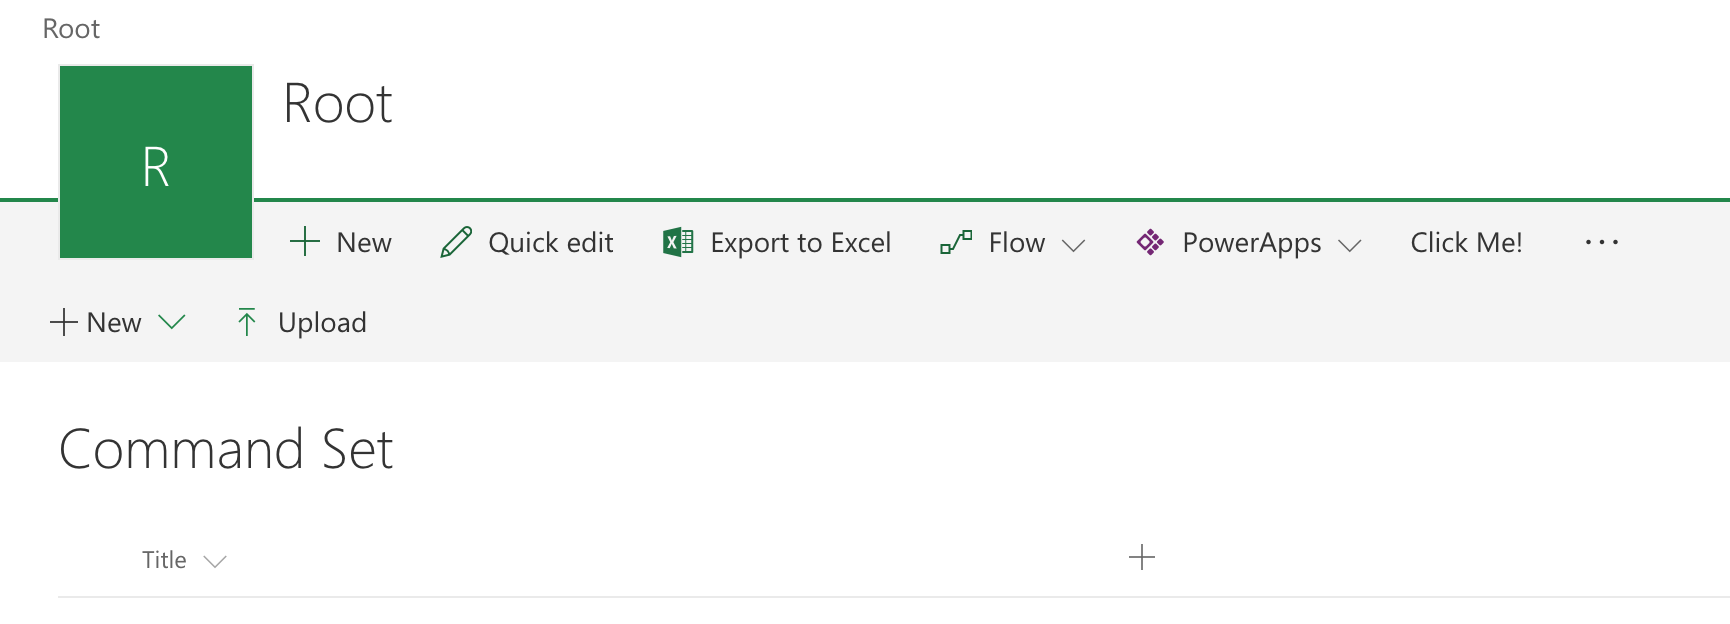 Root
Root
R
New Quick edit Export to Excel Flow PowerApps Click Me! ...
New Upload
Command Set
Title